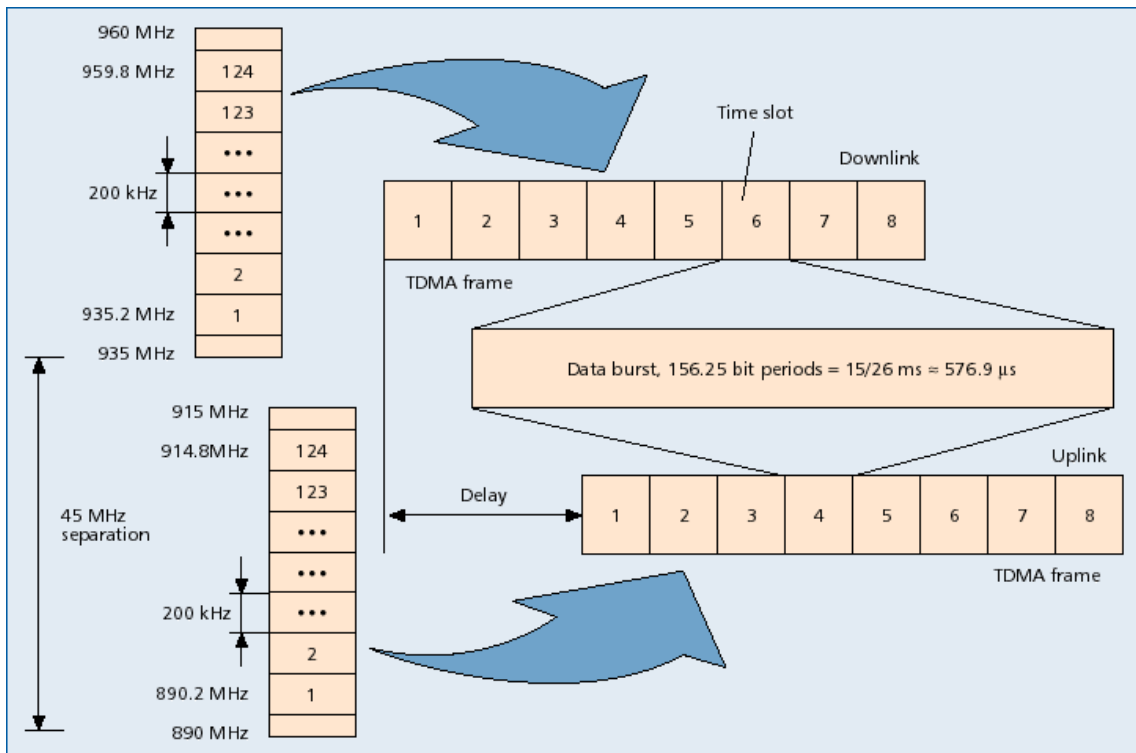 960 MHz
959.8 MHz
124
123
•••
200 kHz
•••
•••
2
935.2 MHz
1
935 MHz
Time slot
Downlink
1 2 3 4 5 6 7 8
TDMA frame
Data burst, 156.25 bit periods = 15/26 ms ≈ 576.9 µs
915 MHz
914.8MHz
124
123
•••
•••
200 kHz
•••
2
890.2 MHz
1
890 MHz
45 MHz
separation
Delay
Uplink
1 2 3 4 5 6 7 8
TDMA frame